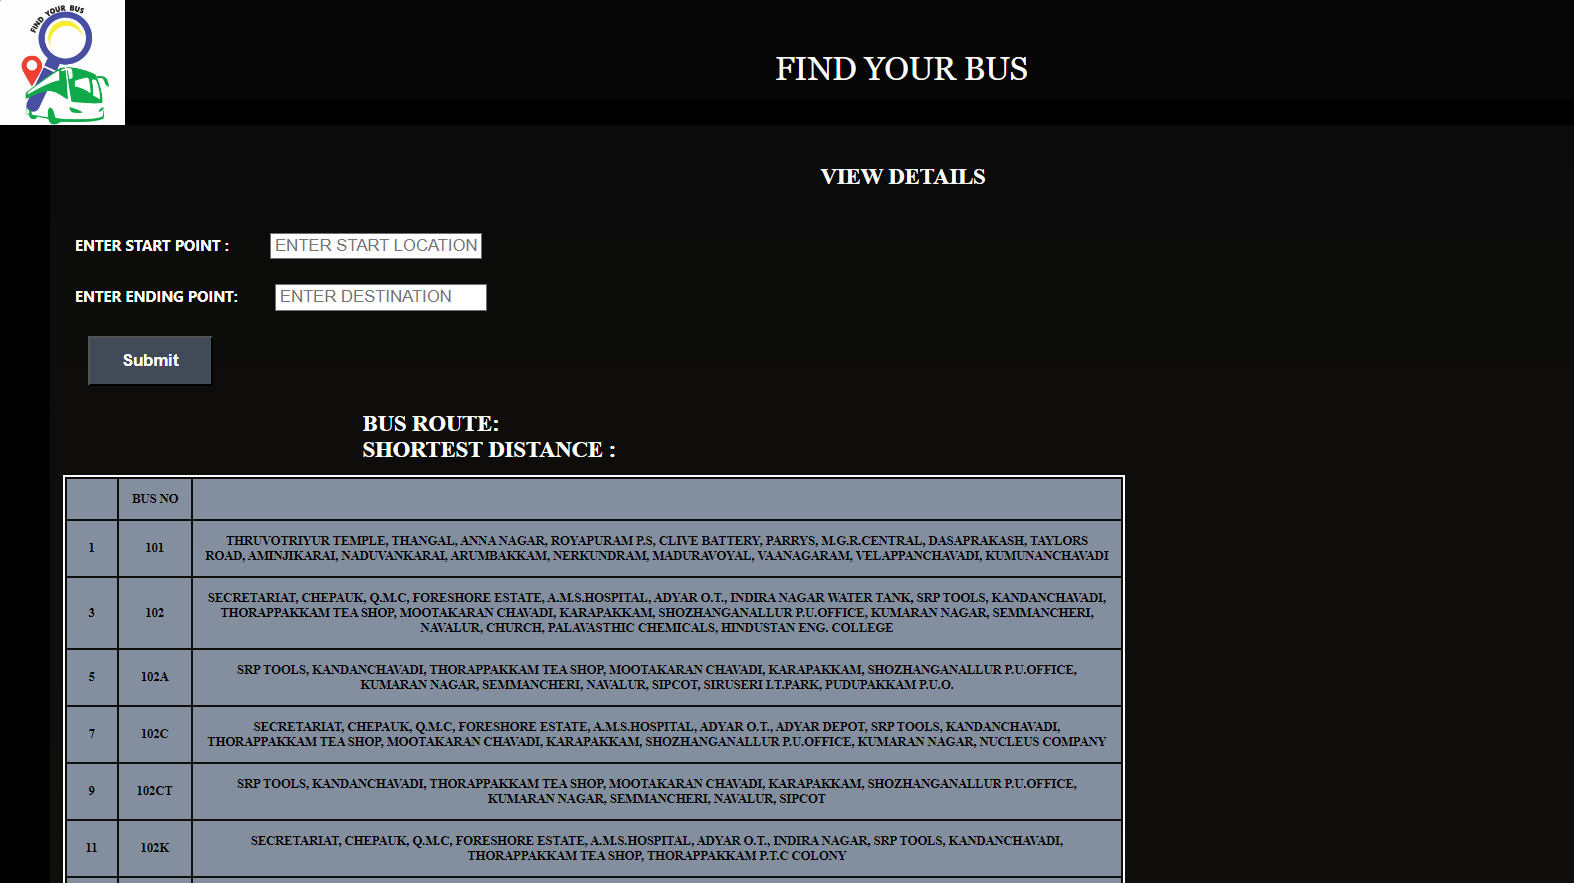 FIND YOUR BUS
FIND YOUR BUS
VIEW DETAILS
ENTER START POINT :
ENTER START LOCATION
ENTER ENDING POINT:
ENTER DESTINATION
Submit
BUS ROUTE:
SHORTEST DISTANCE :
BUS NO
1 101 THRUVOTRIYUR TEMPLE, THANGAL, ANNA NAGAR, ROYAPURAM P.S, CLIVE BATTERY, PARRYS, M.G.R.CENTRAL, DASAPRAKASH, TAYLORS
ROAD, AMINJIKARAI, NADUVANKARAI, ARUMBAKKAM, NERKUNDRAM, MADURAVOYAL, VAANAGARAM, VELAPPANCHAVADI, KUMUNANCHAVADI
3 102 SECRETARIAT, CHEPAUK, Q.M.C, FORESHORE ESTATE, A.M.S.HOSPITAL, ADYAR O.T., INDIRA NAGAR WATER TANK, SRP TOOLS, KANDANCHAVADI,
THORAPPAKKAM TEA SHOP, MOOTAKARAN CHAVADI, KARAPAKKAM, SHOZHANGANALLUR P.U.OFFICE, KUMARAN NAGAR, SEMMANCHERI,
NAVALUR, CHURCH, PALAVASTHIC CHEMICALS, HINDUSTAN ENG. COLLEGE
5 102A SRP TOOLS, KANDANCHAVADI, THORAPPAKKAM TEA SHOP, MOOTAKARAN CHAVADI, KARAPAKKAM, SHOZHANGANALLUR P.U.OFFICE,
KUMARAN NAGAR, SEMMANCHERI, NAVALUR, SIPCOT, SIRUSERI I.T.PARK, PUDUPAKKAM P.U.O.
7 102C SECRETARIAT, CHEPAUK, Q.M.C, FORESHORE ESTATE, A.M.S.HOSPITAL, ADYAR O.T., ADYAR DEPOT, SRP TOOLS, KANDANCHAVADI,
THORAPPAKKAM TEA SHOP, MOOTAKARAN CHAVADI, KARAPAKKAM, SHOZHANGANALLUR P.U.OFFICE, KUMARAN NAGAR, NUCLEUS COMPANY
9 102CT SRP TOOLS, KANDANCHAVADI, THORAPPAKKAM TEA SHOP, MOOTAKARAN CHAVADI, KARAPAKKAM, SHOZHANGANALLUR P.U.OFFICE,
KUMARAN NAGAR, SEMMANCHERI, NAVALUR, SIPCOT
11 102K SECRETARIAT, CHEPAUK, Q.M.C, FORESHORE ESTATE, A.M.S.HOSPITAL, ADYAR O.T., INDIRA NAGAR, SRP TOOLS, KANDANCHAVADI,
THORAPPAKKAM TEA SHOP, THORAPPAKKAM P.T.C COLONY